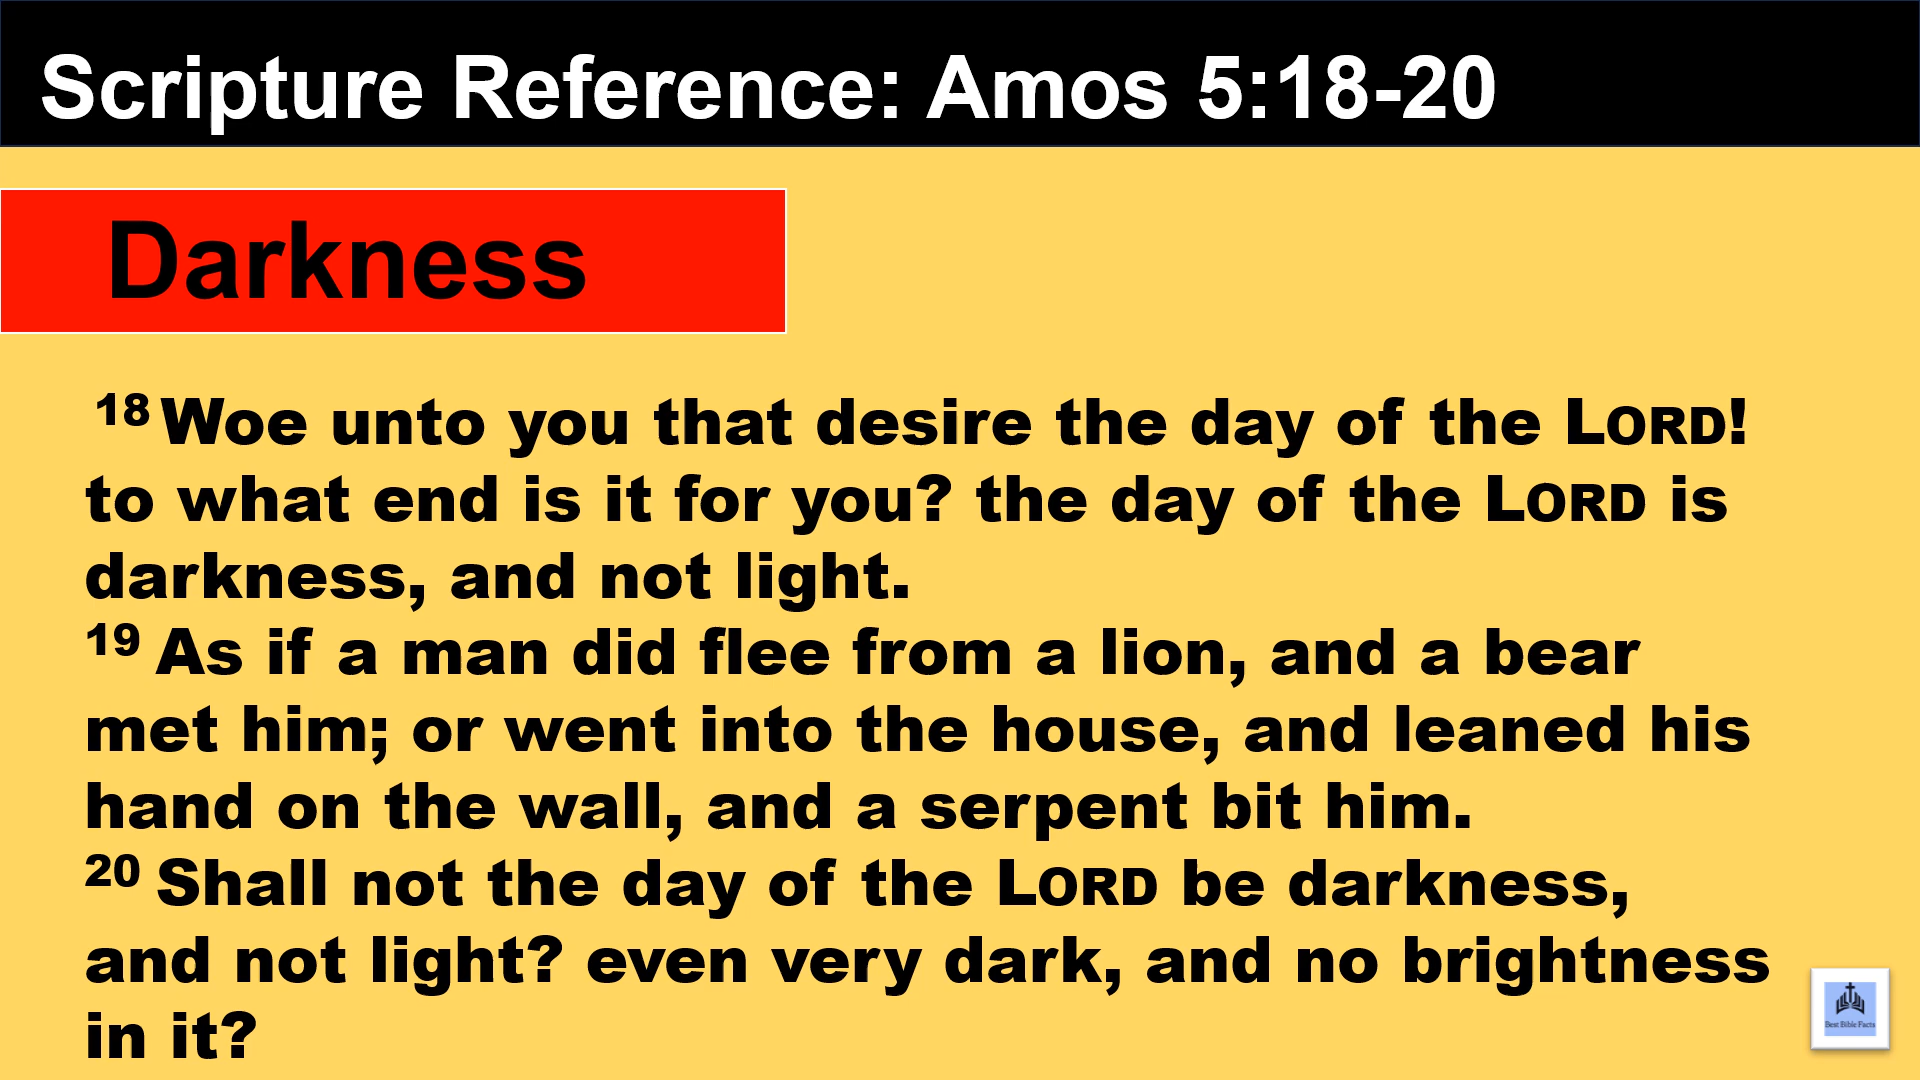 Scripture Reference: Amos 5:18-20
Darkness
18 Woe unto you that desire the day of the LORD!
to what end is it for you? the day of the LORD is
darkness, and not light.
19 As if a man did flee from a lion, and a bear
met him; or went into the house, and leaned his
hand on the wall, and a serpent bit him.
20 Shall not the day of the LORD be darkness,
and not light? even very dark, and no brightness
in it?
Best Bible Facts